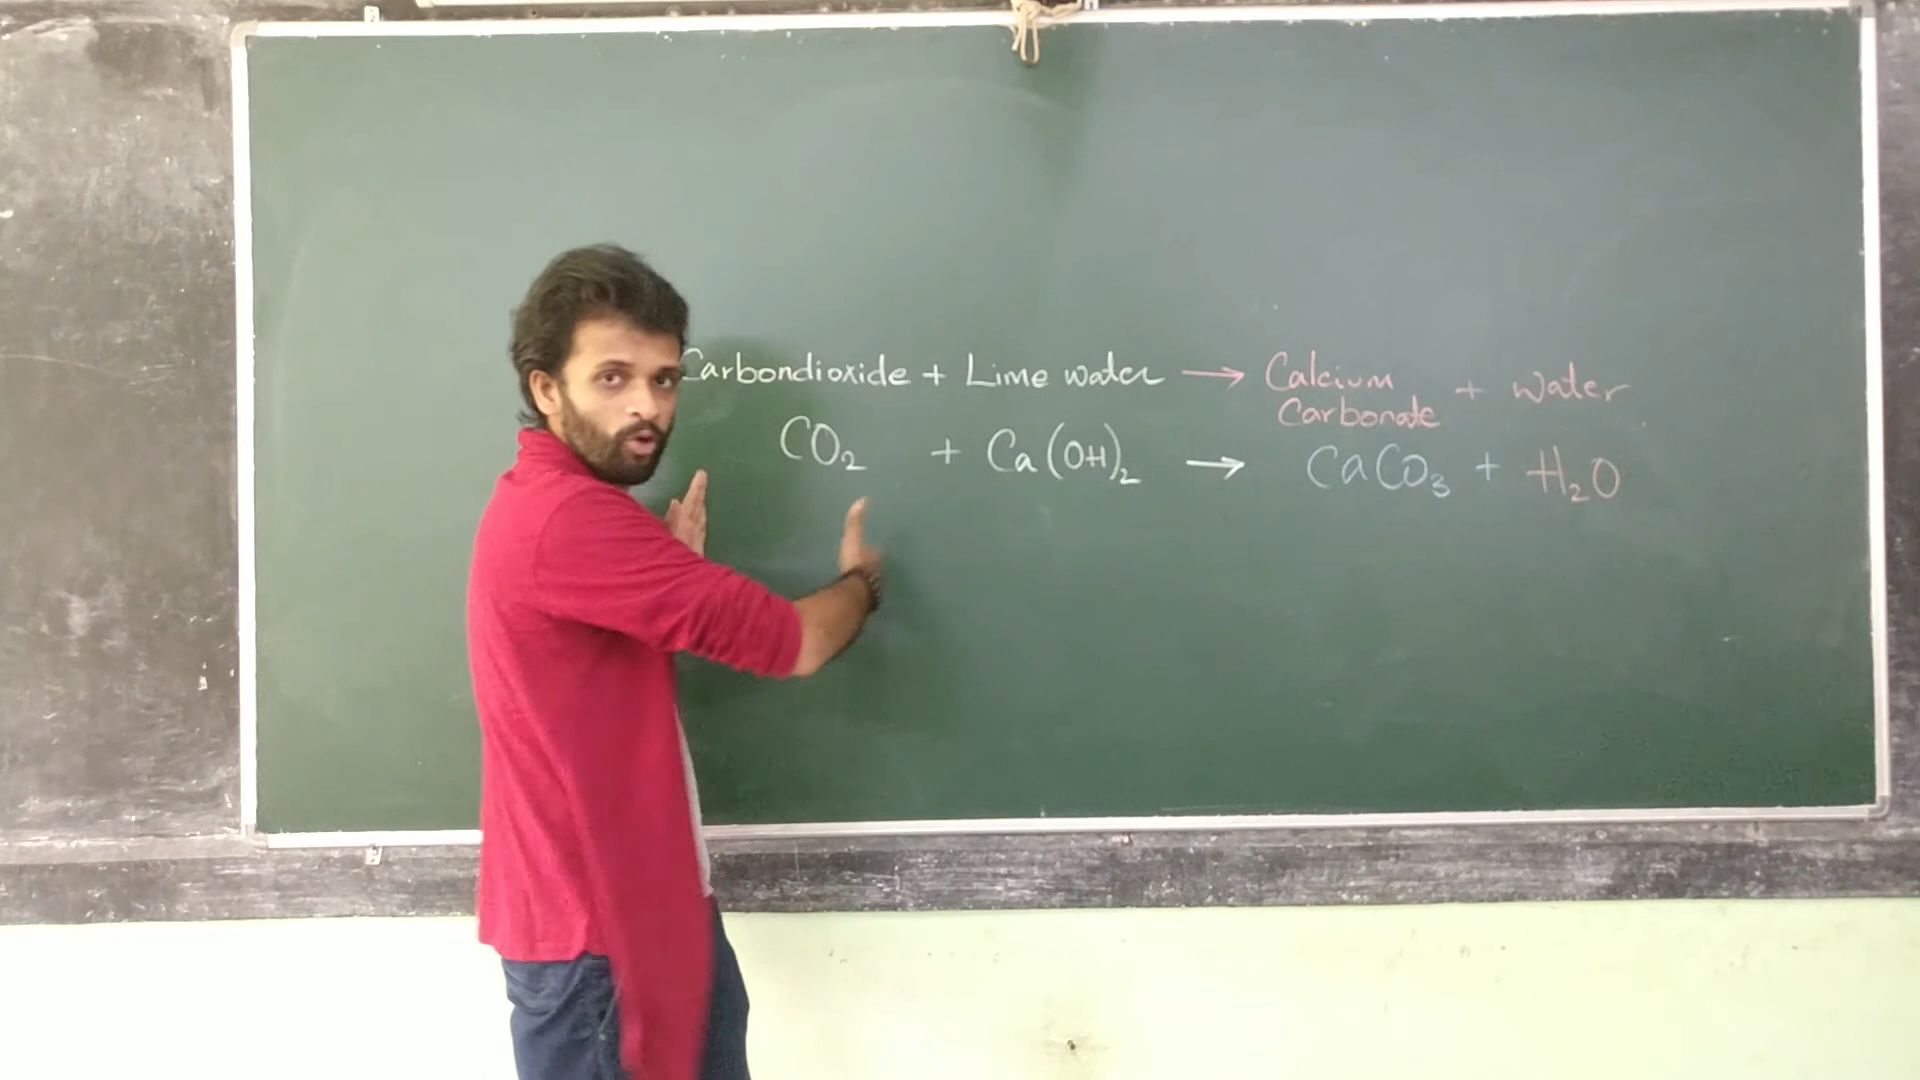 Carbondioxide + Lime water → Calcium Carbonate + water
CO₂ + Ca(OH)₂ → CaCO₃ + H₂O